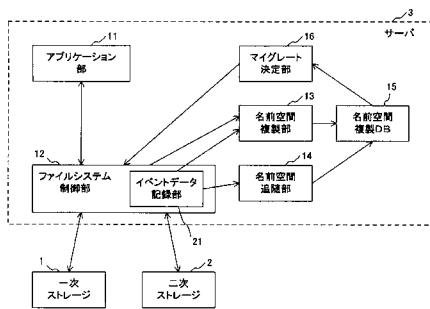 3
サーバ
11
アプリケーション
部
16
マイグレート
決定部
13
名前空間
複製部
15
名前空間
複製DB
12
ファイルシステム
制御部
イベントデータ
記録部
21
14
名前空間
追随部
1
一次
ストレージ
2
二次
ストレージ